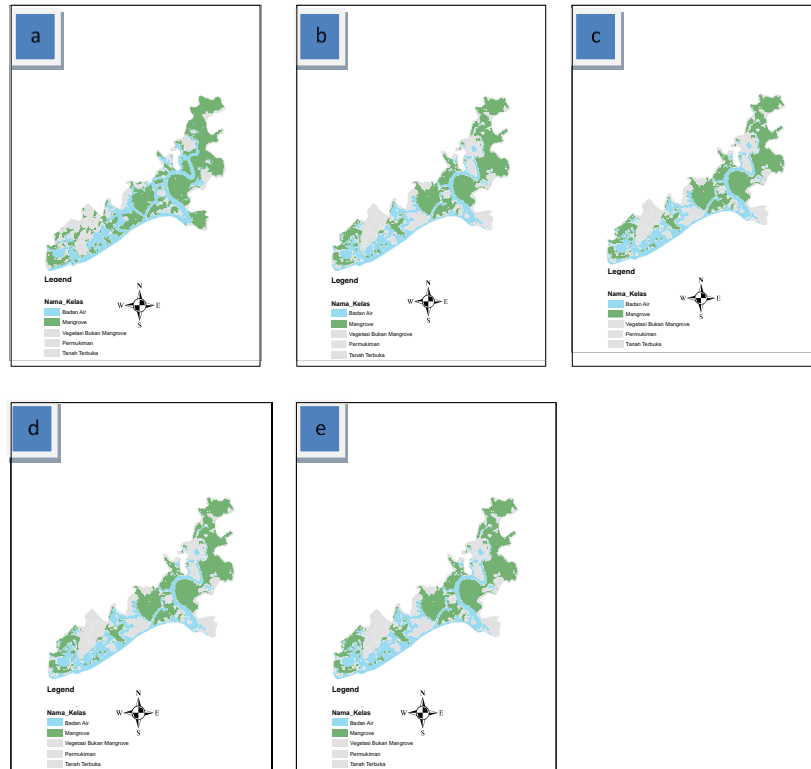 a
Legend
N
W E
S
Nama_Kelas
Badan Air
Mangrove
Vegetasi Bukan Mangrove
Permukiman
Tanah Terbuka
b
Legend
N
W E
S
Nama_Kelas
Badan Air
Mangrove
Vegetasi Bukan Mangrove
Permukiman
Tanah Terbuka
c
Legend
N
W E
S
Nama_Kelas
Badan Air
Mangrove
Vegetasi Bukan Mangrove
Permukiman
Tanah Terbuka
d
Legend
N
W E
S
Nama_Kelas
Badan Air
Mangrove
Vegetasi Bukan Mangrove
Permukiman
Tanah Terbuka
e
Legend
N
W E
S
Nama_Kelas
Badan Air
Mangrove
Vegetasi Bukan Mangrove
Permukiman
Tanah Terbuka